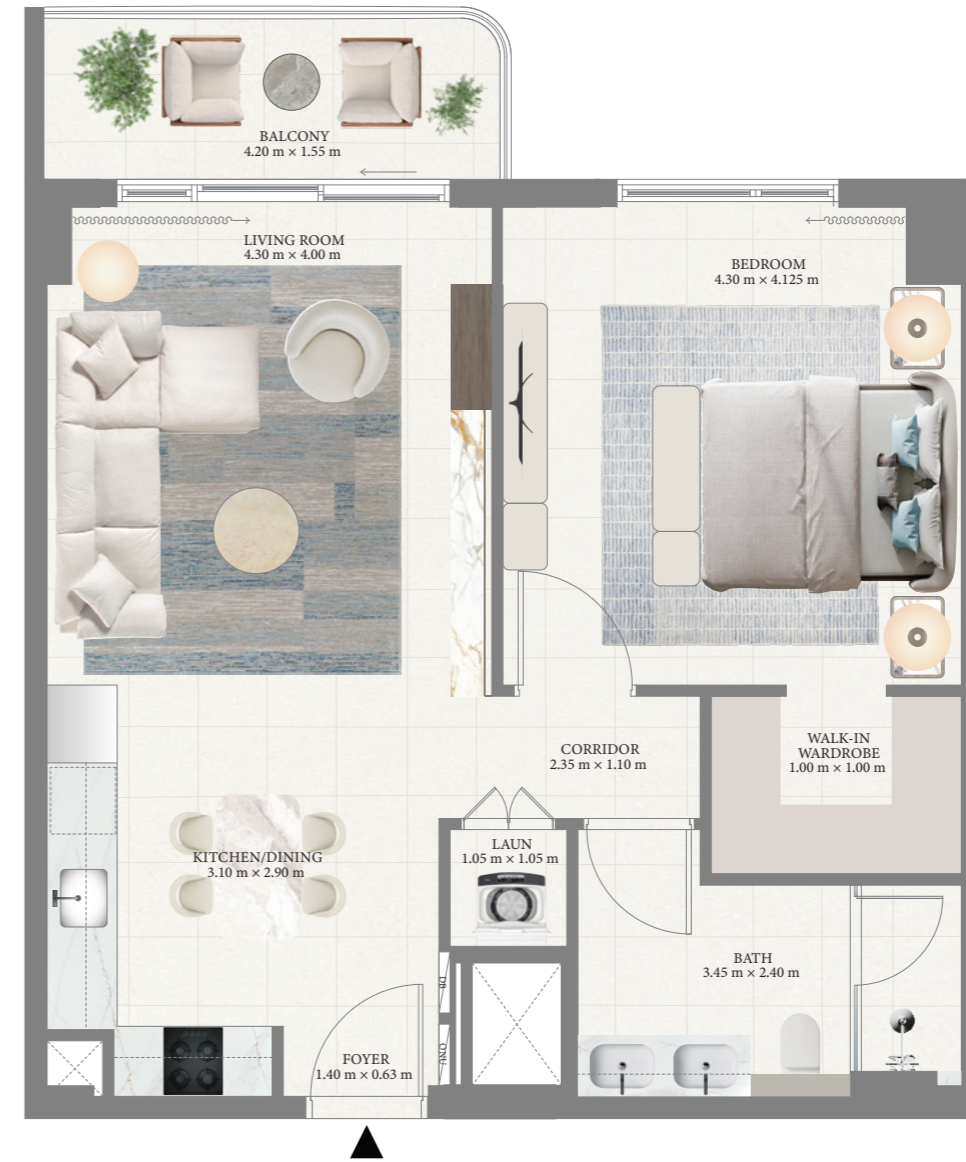 BALCONY
4.20 m × 1.55 m
LIVING ROOM
4.30 m × 4.00 m
BEDROOM
4.30 m × 4.125 m
CORRIDOR
2.35 m × 1.10 m
WALK-IN
WARDROBE
1.00 m × 1.00 m
LAUN
1.05 m × 1.05 m
KITCHEN/DINING
3.10 m × 2.90 m
BATH
3.45 m × 2.40 m
DB
ONU
FOYER
1.40 m × 0.63 m